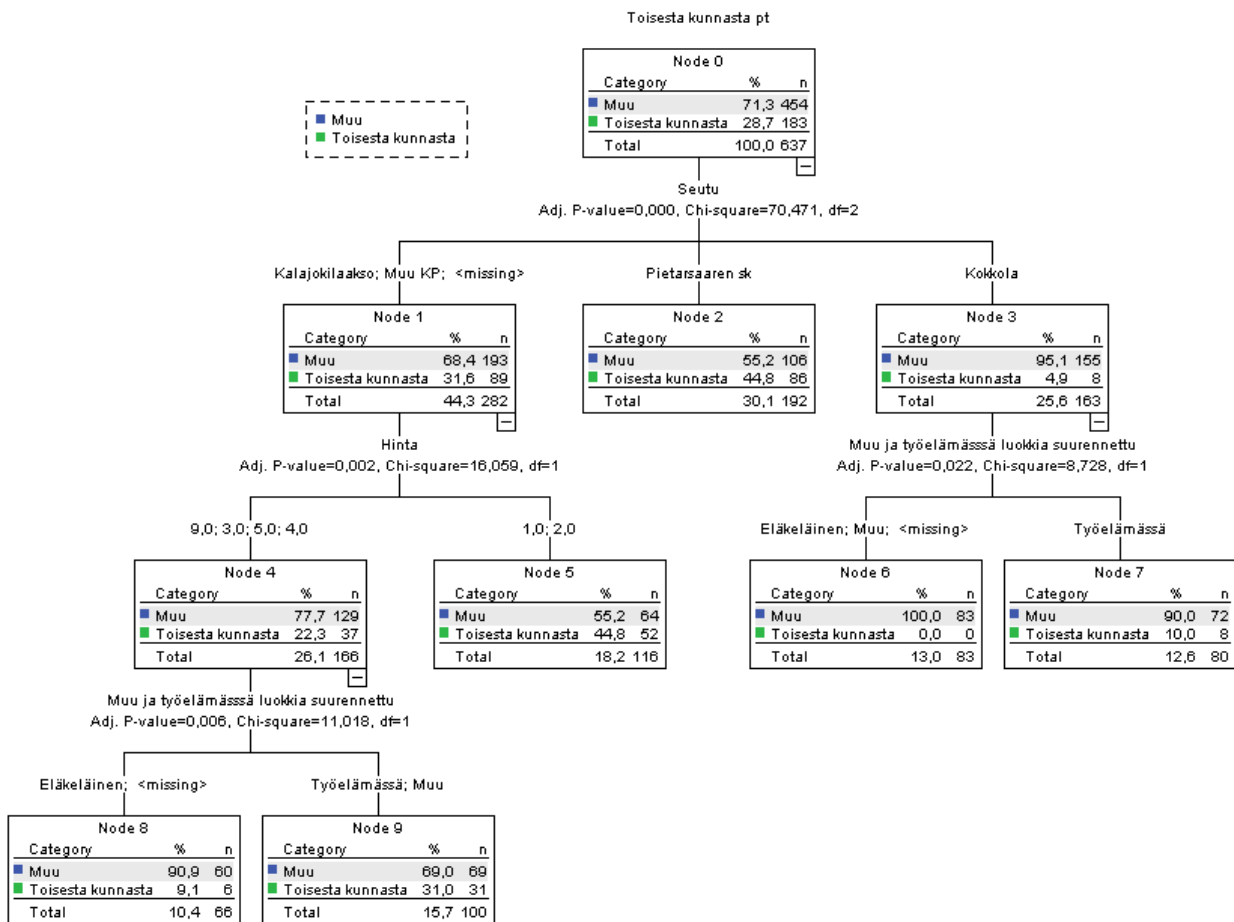 Toisesta kunnasta pt
Muu
Toisesta kunnasta
Node 0
Category % n
Muu 71,3 454
Toisesta kunnasta 28,7 183
Total 100,0 637
Seutu
Adj. P-value=0,000, Chi-square=70,471, df=2
Kalajokilaakso; Muu KP; <missing>
Node 1
Category % n
Muu 68,4 193
Toisesta kunnasta 31,6 89
Total 44,3 282
Pietarsaaren sk
Node 2
Category % n
Muu 55,2 106
Toisesta kunnasta 44,8 86
Total 30,1 192
Kokkola
Node 3
Category % n
Muu 95,1 155
Toisesta kunnasta 4,9 8
Total 25,6 163
Hinta
Adj. P-value=0,002, Chi-square=16,059, df=1
Muu ja työelämässsä luokkia suurennettu
Adj. P-value=0,022, Chi-square=8,728, df=1
9,0; 3,0; 5,0; 4,0
Node 4
Category % n
Muu 77,7 129
Toisesta kunnasta 22,3 37
Total 26,1 166
1,0; 2,0
Node 5
Category % n
Muu 55,2 64
Toisesta kunnasta 44,8 52
Total 18,2 116
Eläkeläinen; Muu; <missing>
Node 6
Category % n
Muu 100,0 83
Toisesta kunnasta 0,0 0
Total 13,0 83
Työelämässä
Node 7
Category % n
Muu 90,0 72
Toisesta kunnasta 10,0 8
Total 12,6 80
Muu ja työelämässsä luokkia suurennettu
Adj. P-value=0,006, Chi-square=11,018, df=1
Eläkeläinen; <missing>
Node 8
Category % n
Muu 90,9 60
Toisesta kunnasta 9,1 6
Total 10,4 66
Työelämässä; Muu
Node 9
Category % n
Muu 69,0 69
Toisesta kunnasta 31,0 31
Total 15,7 100